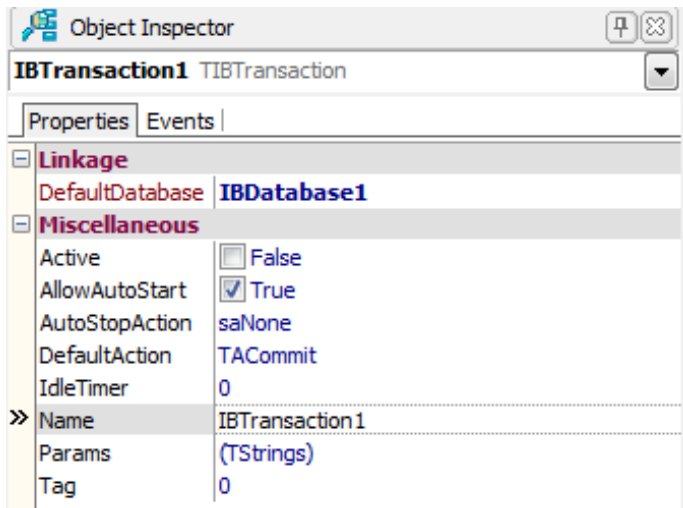 Object Inspector
IBTransaction1 TIBTransaction
Properties Events
Linkage
DefaultDatabase IBDatabase1
Miscellaneous
Active False
AllowAutoStart True
AutoStopAction saNone
DefaultAction TACommit
IdleTimer 0
Name IBTransaction1
Params (TStrings)
Tag 0